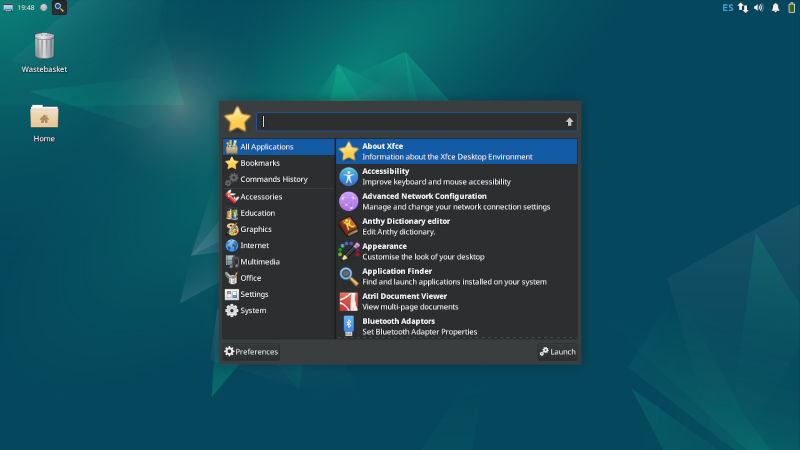 19:48
ES
Wastebasket
Home
All Applications
Bookmarks
Commands History
Accessories
Education
Graphics
Internet
Multimedia
Office
Settings
System
About Xfce
Information about the Xfce Desktop Environment
Accessibility
Improve keyboard and mouse accessibility
Advanced Network Configuration
Manage and change your network connection settings
Anthy Dictionary editor
Edit Anthy dictionary.
Appearance
Customise the look of your desktop
Application Finder
Find and launch applications installed on your system
Atril Document Viewer
View multi-page documents
Bluetooth Adaptors
Set Bluetooth Adapter Properties
Preferences
Launch